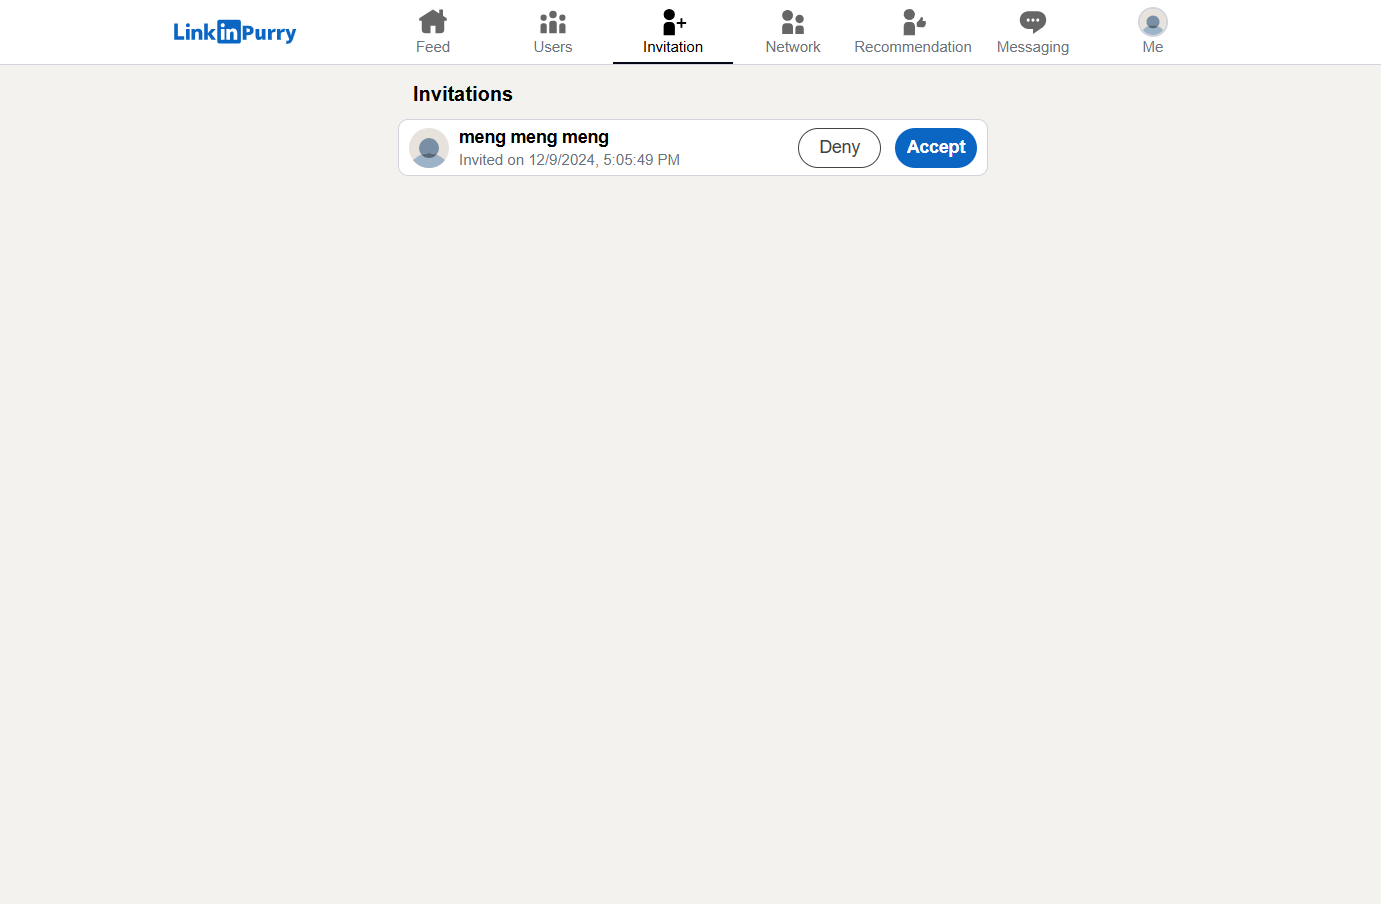 LinkinPurry
Feed
Users
Invitation
Network
Recommendation
Messaging
Me
Invitations
meng meng meng
Invited on 12/9/2024, 5:05:49 PM
Deny
Accept